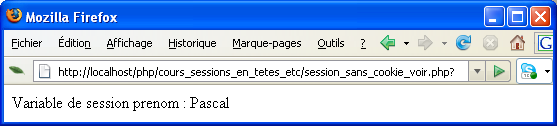 Mozilla Firefox
Fichier Édition Affichage Historique Marque-pages Outils ?
http://localhost/php/cours_sessions_en_tetes_etc/session_sans_cookie_voir.php?
Variable de session prenom : Pascal